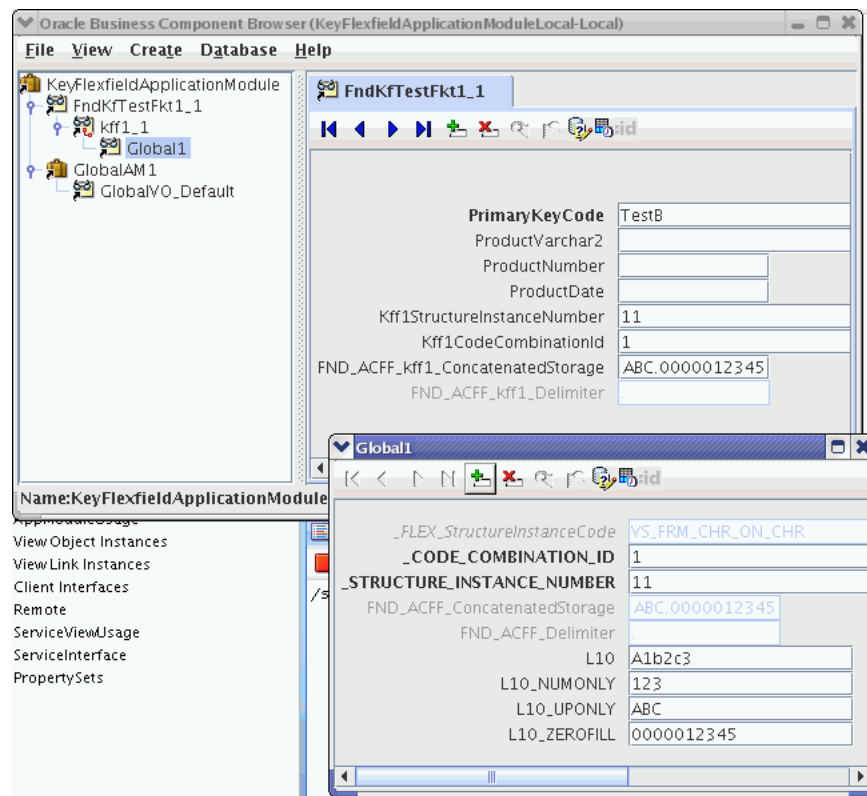 Oracle Business Component Browser (KeyFlexfieldApplicationModuleLocal-Local)
File View Create Database Help
KeyFlexfieldApplicationModule
FndKfTestFkt1_1
kff1_1
Global1
GlobalAM1
GlobalVO_Default
FndKfTestFkt1_1
:id
PrimaryKeyCode TestB
ProductVarchar2
ProductNumber
ProductDate
Kff1StructureInstanceNumber 11
Kff1CodeCombinationId 1
FND_ACFF_kff1_ConcatenatedStorage ABC.0000012345
FND_ACFF_kff1_Delimiter .
Name:KeyFlexfieldApplicationModule
AppModuleUsage
View Object Instances
View Link Instances
Client Interfaces
Remote
ServiceViewUsage
ServiceInterface
PropertySets
/s
Global1
:id
_FLEX_StructureInstanceCode VS_FRM_CHR_ON_CHR
_CODE_COMBINATION_ID 1
_STRUCTURE_INSTANCE_NUMBER 11
FND_ACFF_ConcatenatedStorage ABC.0000012345
FND_ACFF_Delimiter .
L10 A1b2c3
L10_NUMONLY 123
L10_UPONLY ABC
L10_ZEROFILL 0000012345